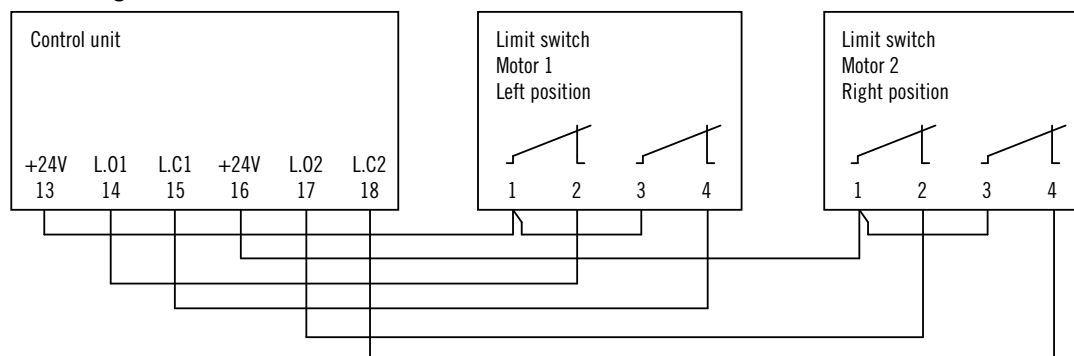 Control unit
+24V L.O1 L.C1 +24V L.O2 L.C2
13 14 15 16 17 18
Limit switch
Motor 1
Left position
1 2 3 4
Limit switch
Motor 2
Right position
1 2 3 4